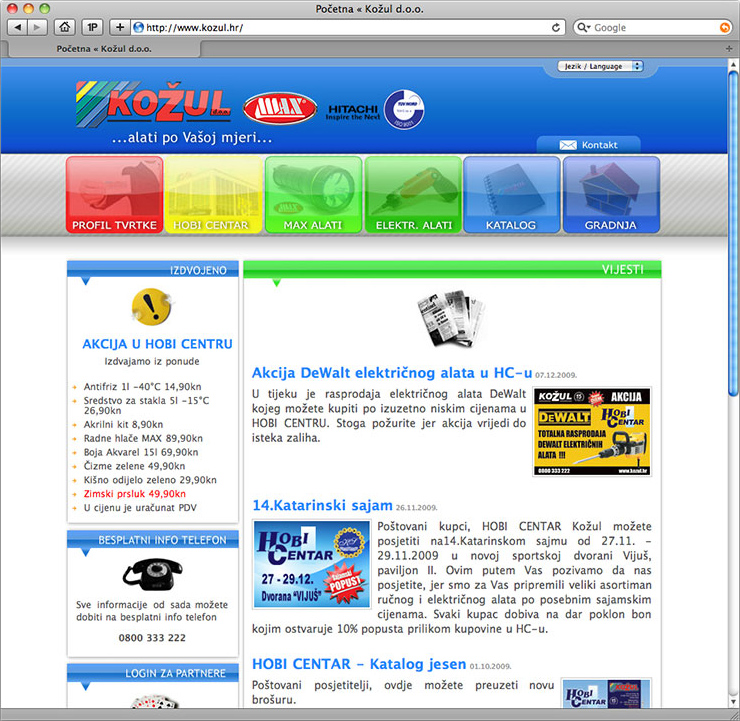 Početna « Kožul d.o.o.
1P
http://www.kozul.hr/
Google
Početna « Kožul d.o.o.
Jezik / Language
KOŽUL d.o.o.
MAX
HITACHI
Inspire the Next
ISO 9001
...alati po Vašoj mjeri...
Kontakt
PROFIL TVRTKE
HOBI CENTAR
MAX ALATI
ELEKTR. ALATI
KATALOG
GRADNJA
IZDVOJENO
AKCIJA U HOBI CENTRU
Izdvajamo iz ponude
Antifriz 1l -40°C 14,90kn
Sredstvo za stakla 5l -15°C
26,90kn
Akrilni kit 8,90kn
Radne hlače MAX 89,90kn
Boja Akvarel 15l 69,90kn
Čizme zelene 49,90kn
Kišno odijelo zeleno 29,90kn
Zimski prsluk 49,90kn
U cijenu je uračunat PDV
BESPLATNI INFO TELEFON
Sve informacije od sada možete
dobiti na besplatni info telefon
0800 333 222
LOGIN ZA PARTNERE
VIJESTI
Akcija DeWalt električnog alata u HC-u 07.12.2009.
U tijeku je rasprodaja električnog alata DeWalt
kojeg možete kupiti po izuzetno niskim cijenama u
HOBI CENTRU. Stoga požurite jer akcija vrijedi do
isteka zaliha.
KOŽUL
AKCIJA
DEWALT
HOBI CENTAR
TOTALNA RASPRODAJA
DEWALT ELEKTRIČNIH
ALATA !!!
0800 333 222
www.kozul.hr
14.Katarinski sajam 26.11.2009.
HOBI
CENTAR
27 - 29.12.
Dvorana "VIJUŠ"
SAJAMSKI
POPUST
Poštovani kupci, HOBI CENTAR Kožul možete
posjetiti na14.Katarinskom sajmu od 27.11. -
29.11.2009 u novoj sportskoj dvorani Vijuš,
paviljon II. Ovim putem Vas pozivamo da nas
posjetite, jer smo za Vas pripremili veliki asortiman
ručnog i električnog alata po posebnim sajamskim
cijenama. Svaki kupac dobiva na dar poklon bon
kojim ostvaruje 10% popusta prilikom kupovine u HC-u.
HOBI CENTAR - Katalog jesen 01.10.2009.
Poštovani posjetitelji, ovdje možete preuzeti novu
brošuru.
HOBI
CENTAR
KOŽUL